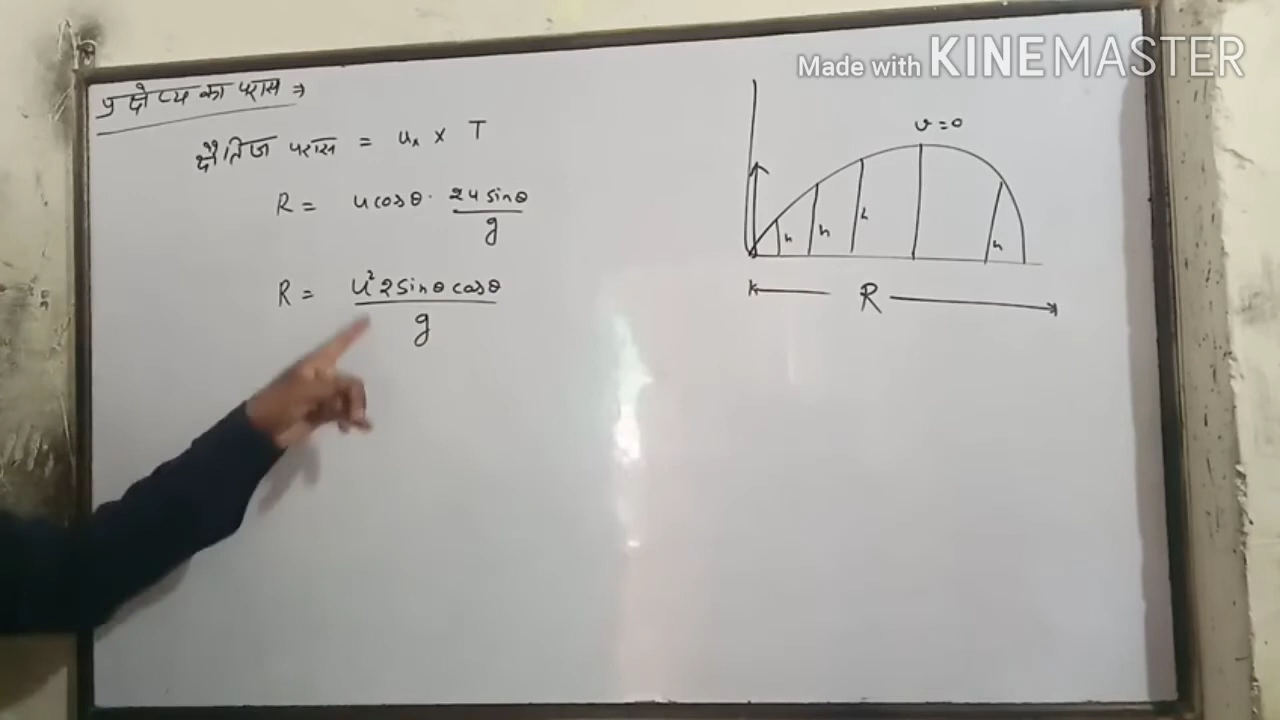 प्रक्षेप्य का परास ⇒
क्षैतिज परास = uₓ × T
R = u cosθ · 2u sinθ / g
R = u² 2 sinθ cosθ / g
Made with KINEMASTER
v = 0
h h h h
R